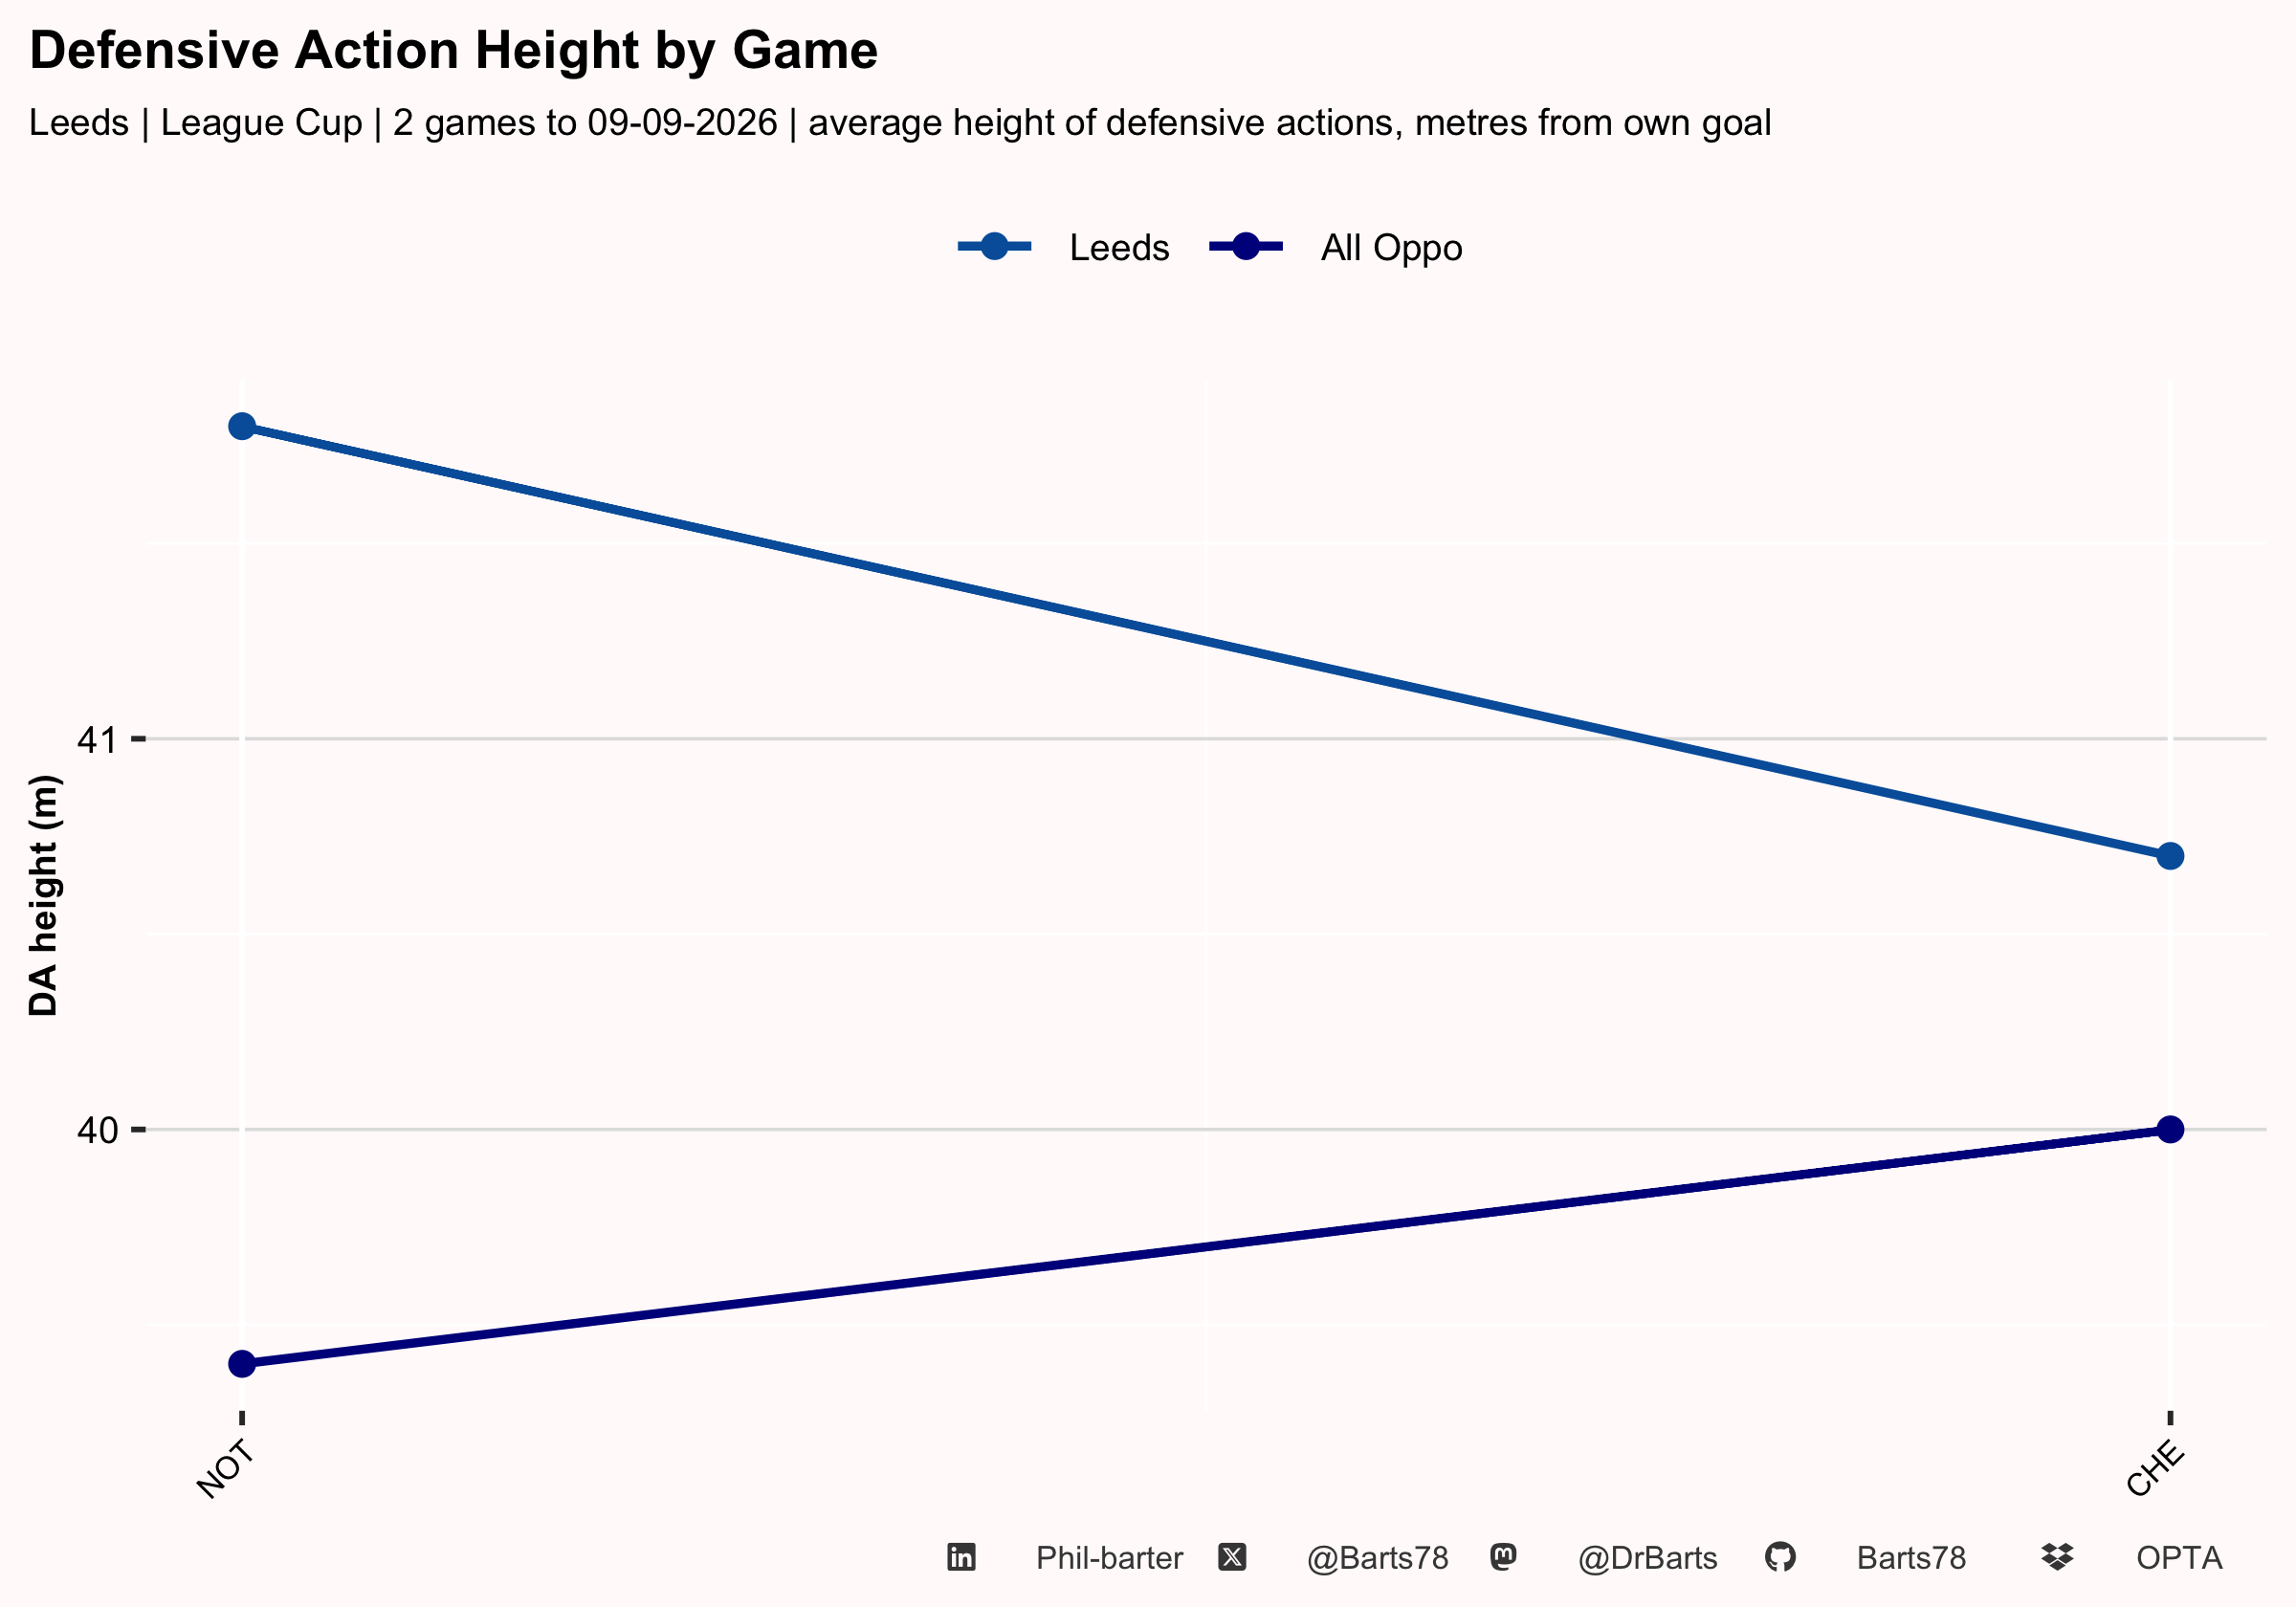 Defensive Action Height by Game
Leeds | League Cup | 2 games to 09-09-2026 | average height of defensive actions, metres from own goal
Leeds All Oppo
41
DA height (m)
40
NOT CHE
Phil-barter @Barts78 @DrBarts Barts78 OPTA